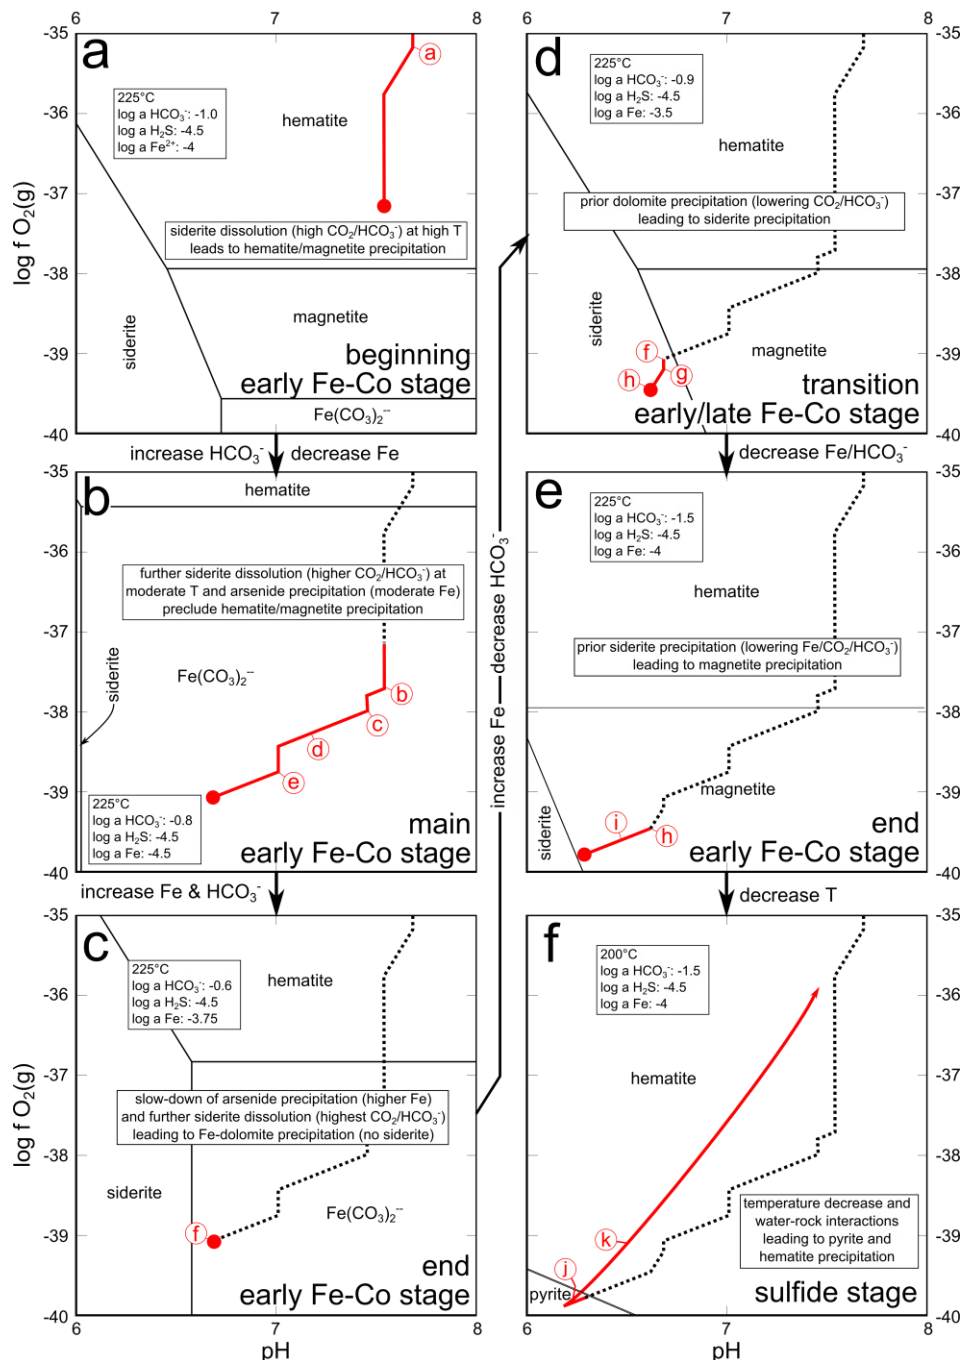 6
7
8
-35
-36
-37
-38
-39
-40
log f O₂(g)
a
225°C
log a HCO₃⁻: -1.0
log a H₂S: -4.5
log a Fe²⁺: -4
hematite
a
siderite dissolution (high CO₂/HCO₃⁻) at high T
leads to hematite/magnetite precipitation
siderite
magnetite
beginning
early Fe-Co stage
Fe(CO₃)₂⁻⁻
increase HCO₃⁻
decrease Fe
-35
-36
-37
-38
-39
-40
b
hematite
further siderite dissolution (higher CO₂/HCO₃⁻) at
moderate T and arsenide precipitation (moderate Fe)
preclude hematite/magnetite precipitation
siderite
Fe(CO₃)₂⁻⁻
b
c
d
e
225°C
log a HCO₃⁻: -0.8
log a H₂S: -4.5
log a Fe: -4.5
main
early Fe-Co stage
increase Fe & HCO₃⁻
-35
-36
-37
-38
-39
-40
log f O₂(g)
c
225°C
log a HCO₃⁻: -0.6
log a H₂S: -4.5
log a Fe: -3.75
hematite
slow-down of arsenide precipitation (higher Fe)
and further siderite dissolution (highest CO₂/HCO₃⁻)
leading to Fe-dolomite precipitation (no siderite)
siderite
Fe(CO₃)₂⁻⁻
f
end
early Fe-Co stage
6
7
8
pH
increase Fe
decrease HCO₃⁻
6
7
8
d
225°C
log a HCO₃⁻: -0.9
log a H₂S: -4.5
log a Fe: -3.5
hematite
prior dolomite precipitation (lowering CO₂/HCO₃⁻)
leading to siderite precipitation
siderite
f
g
h
magnetite
transition
early/late Fe-Co stage
-35
-36
-37
-38
-39
-40
decrease Fe/HCO₃⁻
e
225°C
log a HCO₃⁻: -1.5
log a H₂S: -4.5
log a Fe: -4
hematite
prior siderite precipitation (lowering Fe/CO₂/HCO₃⁻)
leading to magnetite precipitation
magnetite
siderite
i
h
end
early Fe-Co stage
-35
-36
-37
-38
-39
-40
decrease T
f
200°C
log a HCO₃⁻: -1.5
log a H₂S: -4.5
log a Fe: -4
hematite
temperature decrease and
water-rock interactions
leading to pyrite and
hematite precipitation
k
j
pyrite
sulfide stage
-35
-36
-37
-38
-39
-40
6
7
8
pH